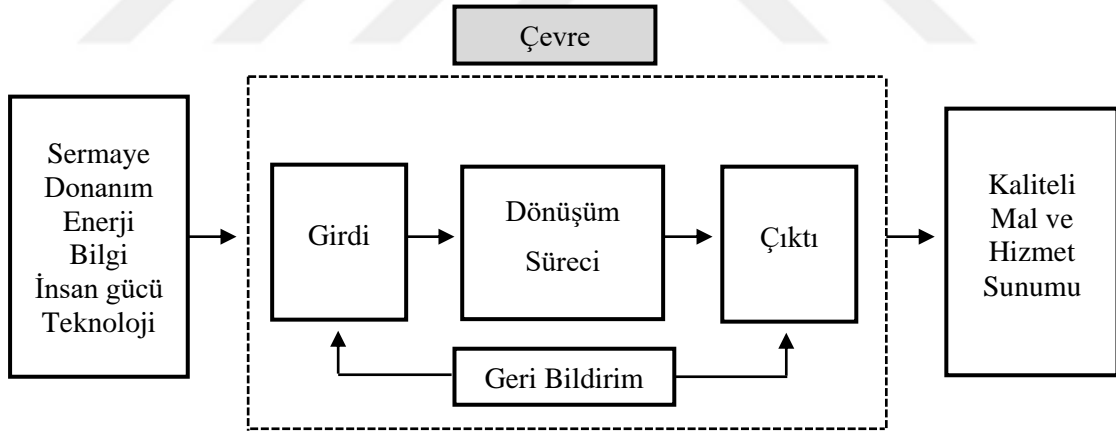 Çevre
Sermaye
Donanım
Enerji
Bilgi
İnsan gücü
Teknoloji
Girdi
Dönüşüm
Süreci
Çıktı
Geri Bildirim
Kaliteli
Mal ve
Hizmet
Sunumu